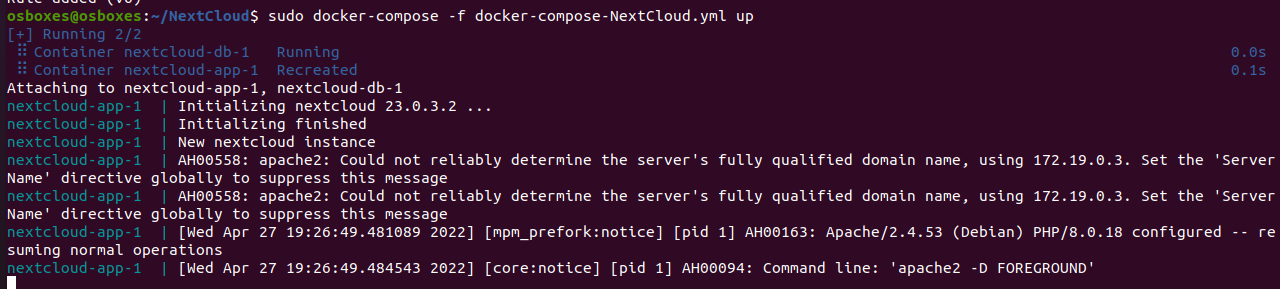 Rule added (v6)
osboxes@osboxes:~/NextCloud$ sudo docker-compose -f docker-compose-NextCloud.yml up
[+] Running 2/2
⠿ Container nextcloud-db-1   Running   0.0s
⠿ Container nextcloud-app-1  Recreated   0.1s
Attaching to nextcloud-app-1, nextcloud-db-1
nextcloud-app-1  | Initializing nextcloud 23.0.3.2 ...
nextcloud-app-1  | Initializing finished
nextcloud-app-1  | New nextcloud instance
nextcloud-app-1  | AH00558: apache2: Could not reliably determine the server's fully qualified domain name, using 172.19.0.3. Set the 'Server
Name' directive globally to suppress this message
nextcloud-app-1  | AH00558: apache2: Could not reliably determine the server's fully qualified domain name, using 172.19.0.3. Set the 'Server
Name' directive globally to suppress this message
nextcloud-app-1  | [Wed Apr 27 19:26:49.481089 2022] [mpm_prefork:notice] [pid 1] AH00163: Apache/2.4.53 (Debian) PHP/8.0.18 configured -- re
suming normal operations
nextcloud-app-1  | [Wed Apr 27 19:26:49.484543 2022] [core:notice] [pid 1] AH00094: Command line: 'apache2 -D FOREGROUND'